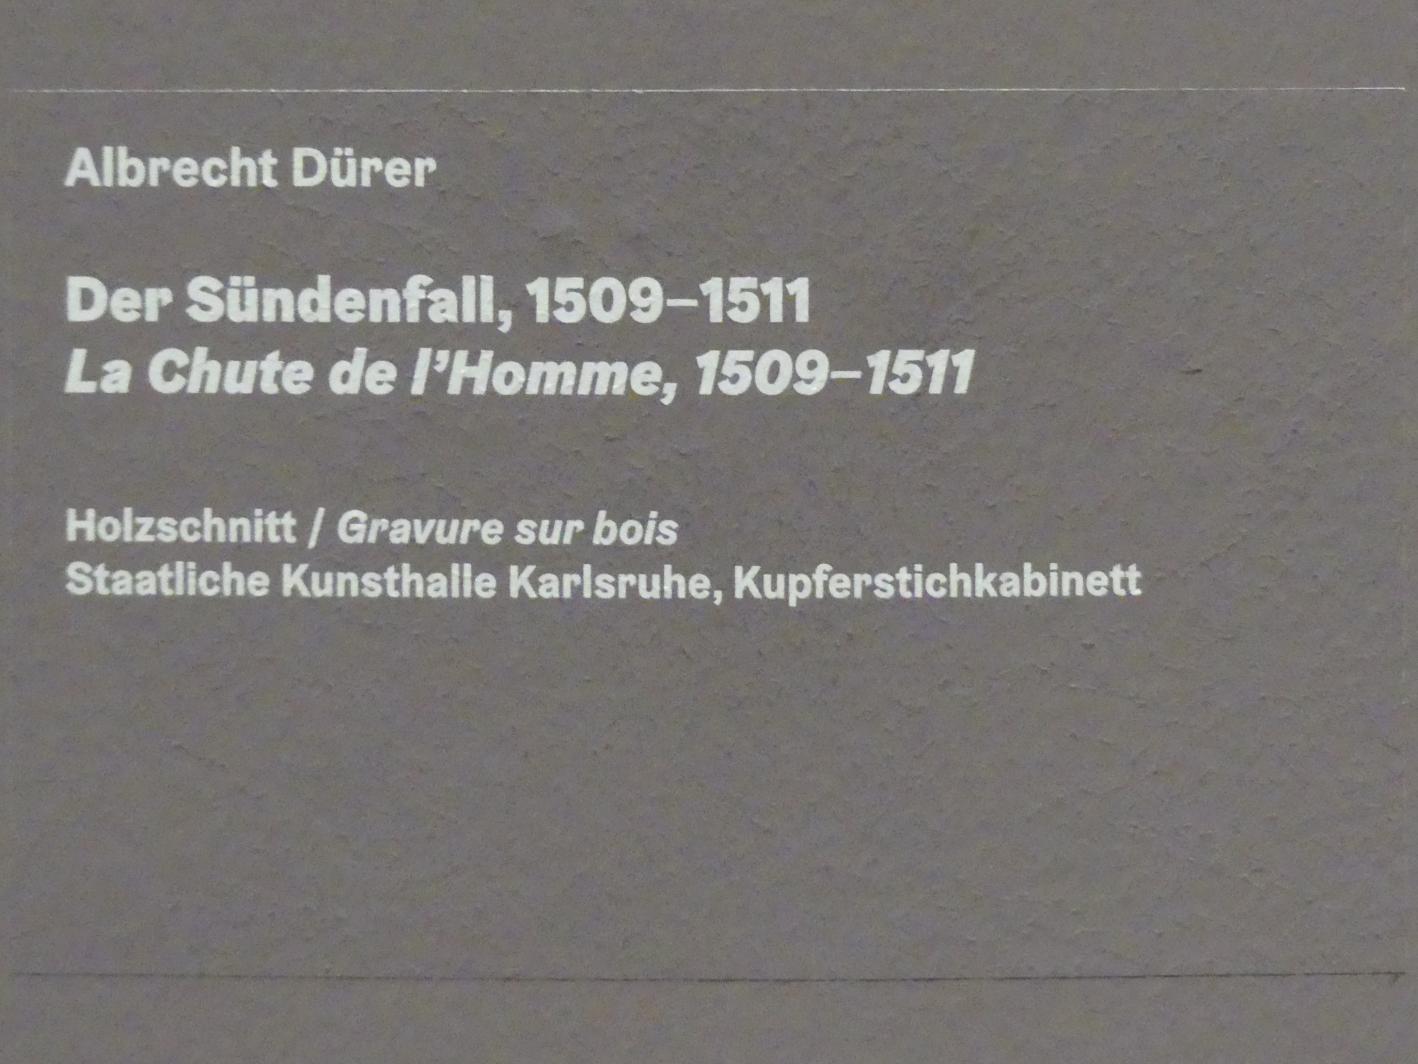 Albrecht Dürer
Der Sündenfall, 1509–1511
La Chute de l’Homme, 1509–1511
Holzschnitt / Gravure sur bois
Staatliche Kunsthalle Karlsruhe, Kupferstichkabinett